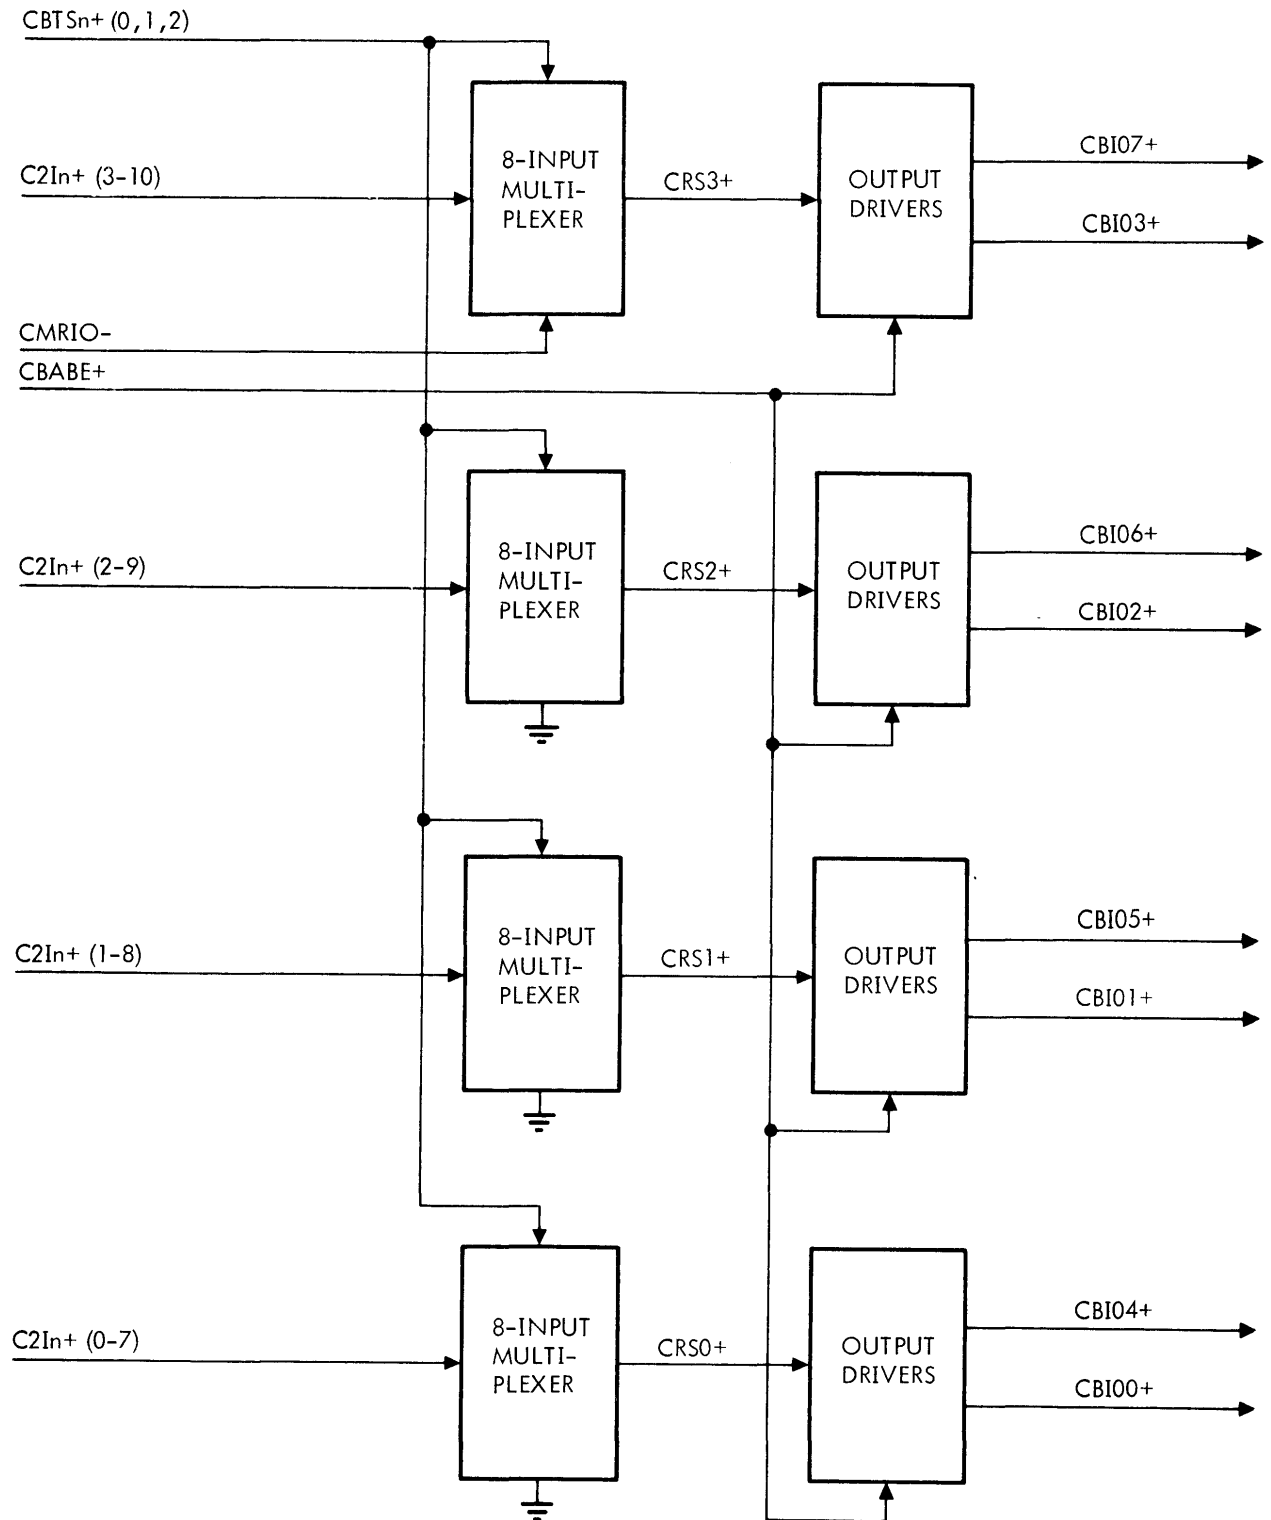 CBTSn+ (0,1,2)
8-INPUT
MULTI-
PLEXER
OUTPUT
DRIVERS
CBI07+
C2In+ (3-10)
CRS3+
CBI03+
CMRIO-
CBABE+
8-INPUT
MULTI-
PLEXER
OUTPUT
DRIVERS
CBI06+
C2In+ (2-9)
CRS2+
CBI02+
8-INPUT
MULTI-
PLEXER
OUTPUT
DRIVERS
CBI05+
C2In+ (1-8)
CRS1+
CBI01+
8-INPUT
MULTI-
PLEXER
OUTPUT
DRIVERS
CBI04+
C2In+ (0-7)
CRS0+
CBI00+